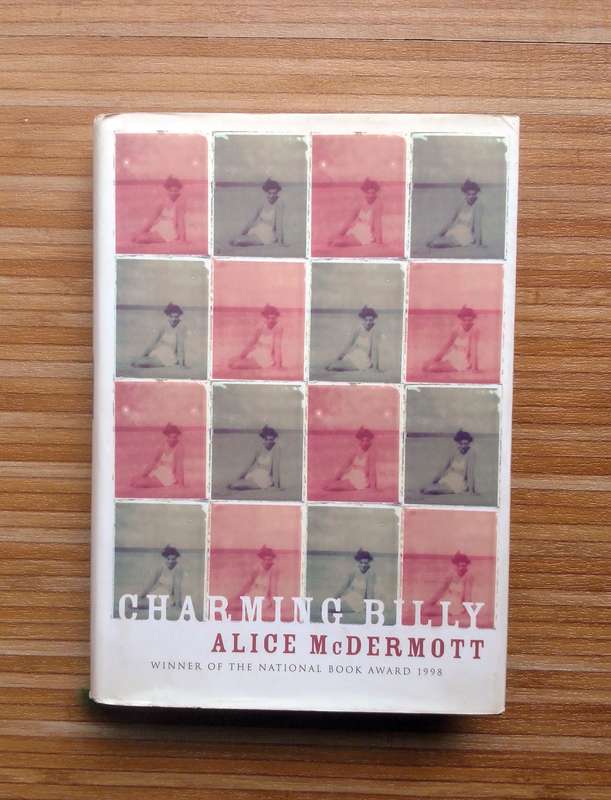 CHARMING BILLY
ALICE McDERMOTT
WINNER OF THE NATIONAL BOOK AWARD 1998